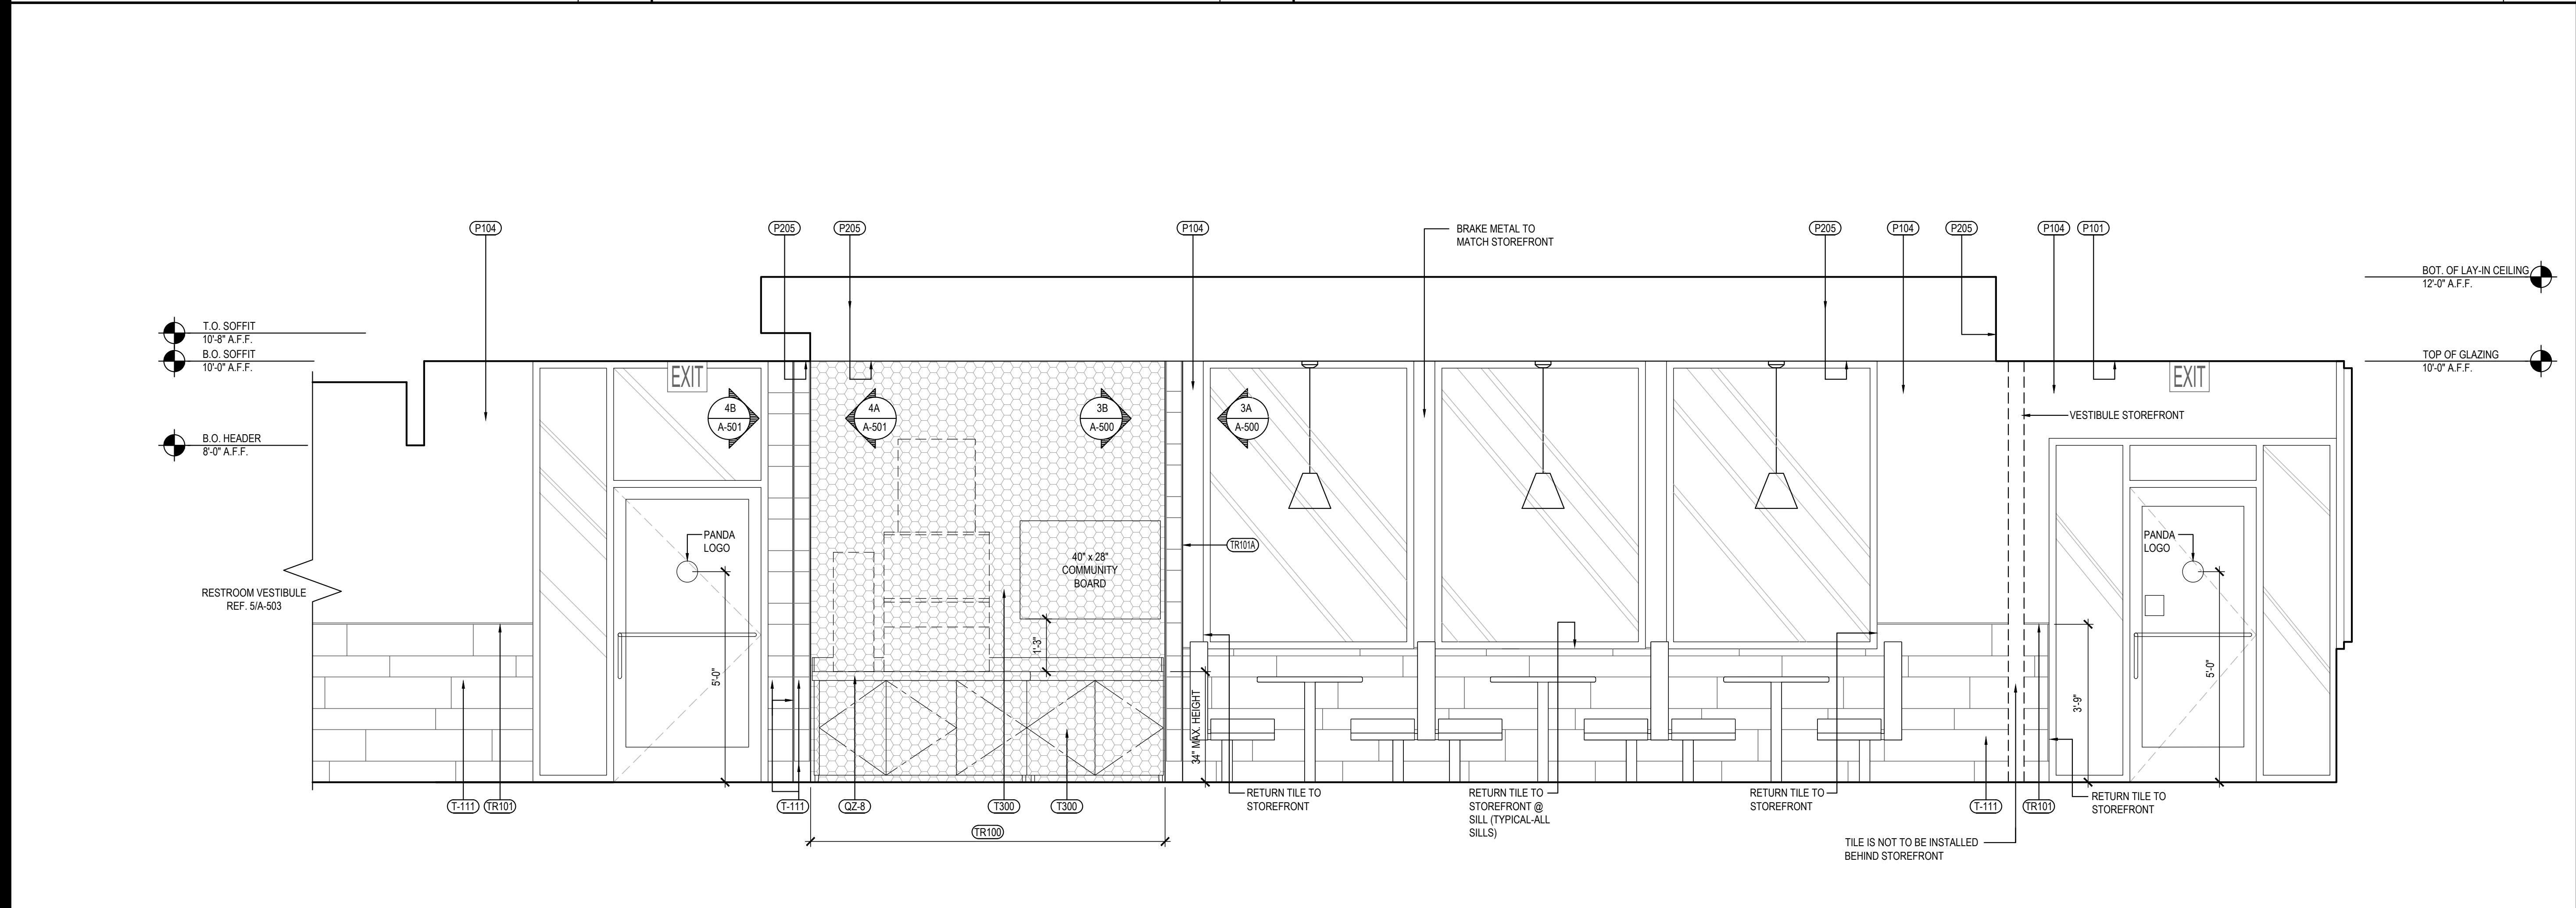 P104
P205
P205
P104
BRAKE METAL TO
MATCH STOREFRONT
P205
P104
P205
P104
P101
BOT. OF LAY-IN CEILING
12'-0" A.F.F.
T.O. SOFFIT
10'-8" A.F.F.
B.O. SOFFIT
10'-0" A.F.F.
TOP OF GLAZING
10'-0" A.F.F.
EXIT
EXIT
4B
A-501
4A
A-501
3B
A-500
3A
A-500
VESTIBULE STOREFRONT
B.O. HEADER
8'-0" A.F.F.
PANDA
LOGO
PANDA
LOGO
TR101A
40" x 28"
COMMUNITY
BOARD
RESTROOM VESTIBULE
REF. 5/A-503
1'-3"
5'-0"
34" MAX. HEIGHT
3'-9"
5'-0"
T-111
TR101
T-111
QZ-8
T300
T300
TR100
RETURN TILE TO
STOREFRONT
RETURN TILE TO
STOREFRONT @
SILL (TYPICAL-ALL
SILLS)
RETURN TILE TO
STOREFRONT
T-111
TR101
RETURN TILE TO
STOREFRONT
TILE IS NOT TO BE INSTALLED
BEHIND STOREFRONT